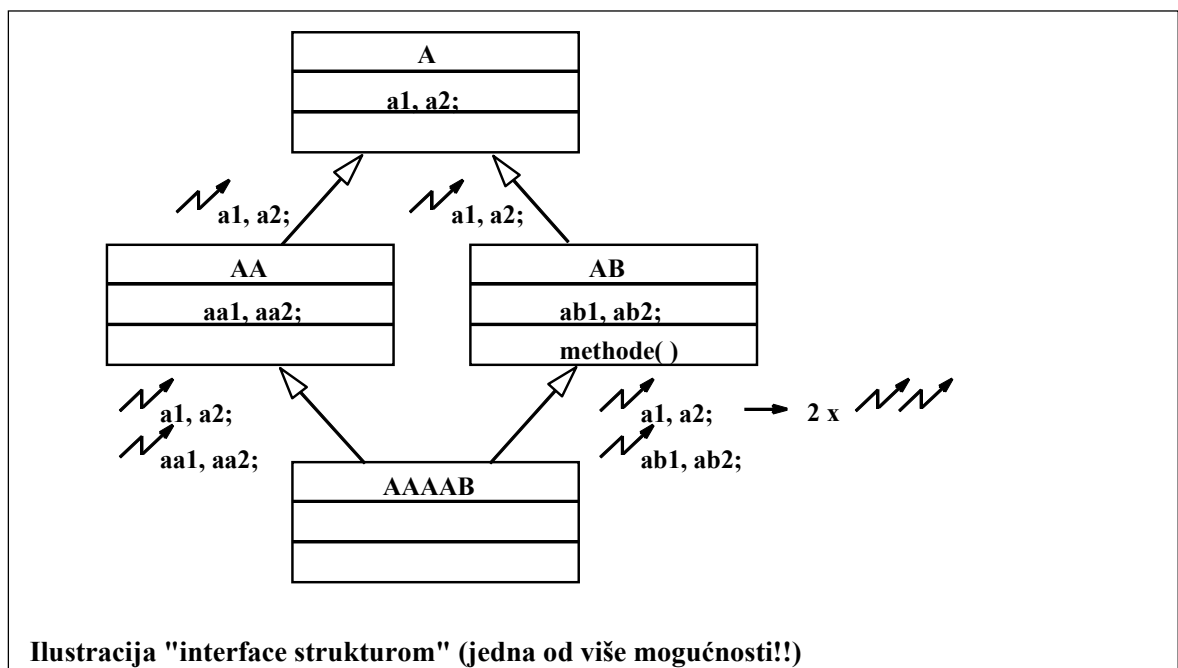 A
a1, a2;
a1, a2;
a1, a2;
AA
aa1, aa2;
AB
ab1, ab2;
methode( )
a1, a2;
aa1, aa2;
a1, a2;
2 x
ab1, ab2;
AAAAB
Ilustracija "interface strukturom" (jedna od više mogućnosti!!)